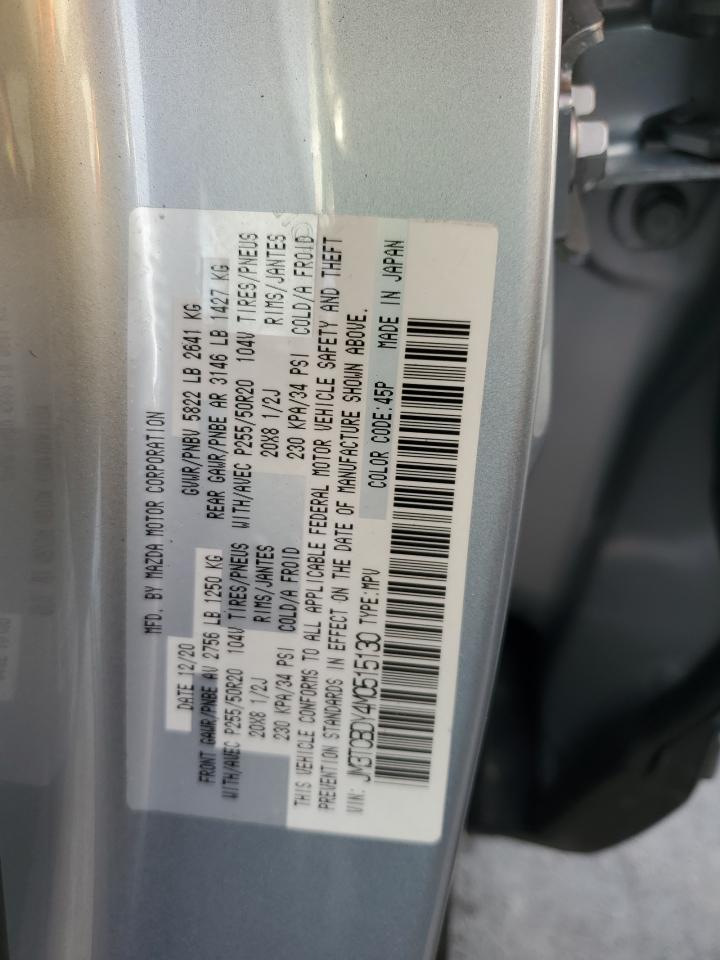 MFD. BY MAZDA MOTOR CORPORATION
DATE 12/20 GVWR/PNBV 5822 LB 2641 KG
FRONT GAWR/PNBE AV 2756 LB 1250 KG REAR GAWR/PNBE AR 3146 LB 1427 KG
WITH/AVEC P255/50R20 104V TIRES/PNEUS WITH/AVEC P255/50R20 104V TIRES/PNEUS
20X8 1/2J RIMS/JANTES 20X8 1/2J RIMS/JANTES
230 KPA/34 PSI COLD/A FROID 230 KPA/34 PSI COLD/A FROID
THIS VEHICLE CONFORMS TO ALL APPLICABLE FEDERAL MOTOR VEHICLE SAFETY AND THEFT
PREVENTION STANDARDS IN EFFECT ON THE DATE OF MANUFACTURE SHOWN ABOVE.
VIN: JM3TCBDY4M0515130 TYPE:MPV COLOR CODE:45P MADE IN JAPAN